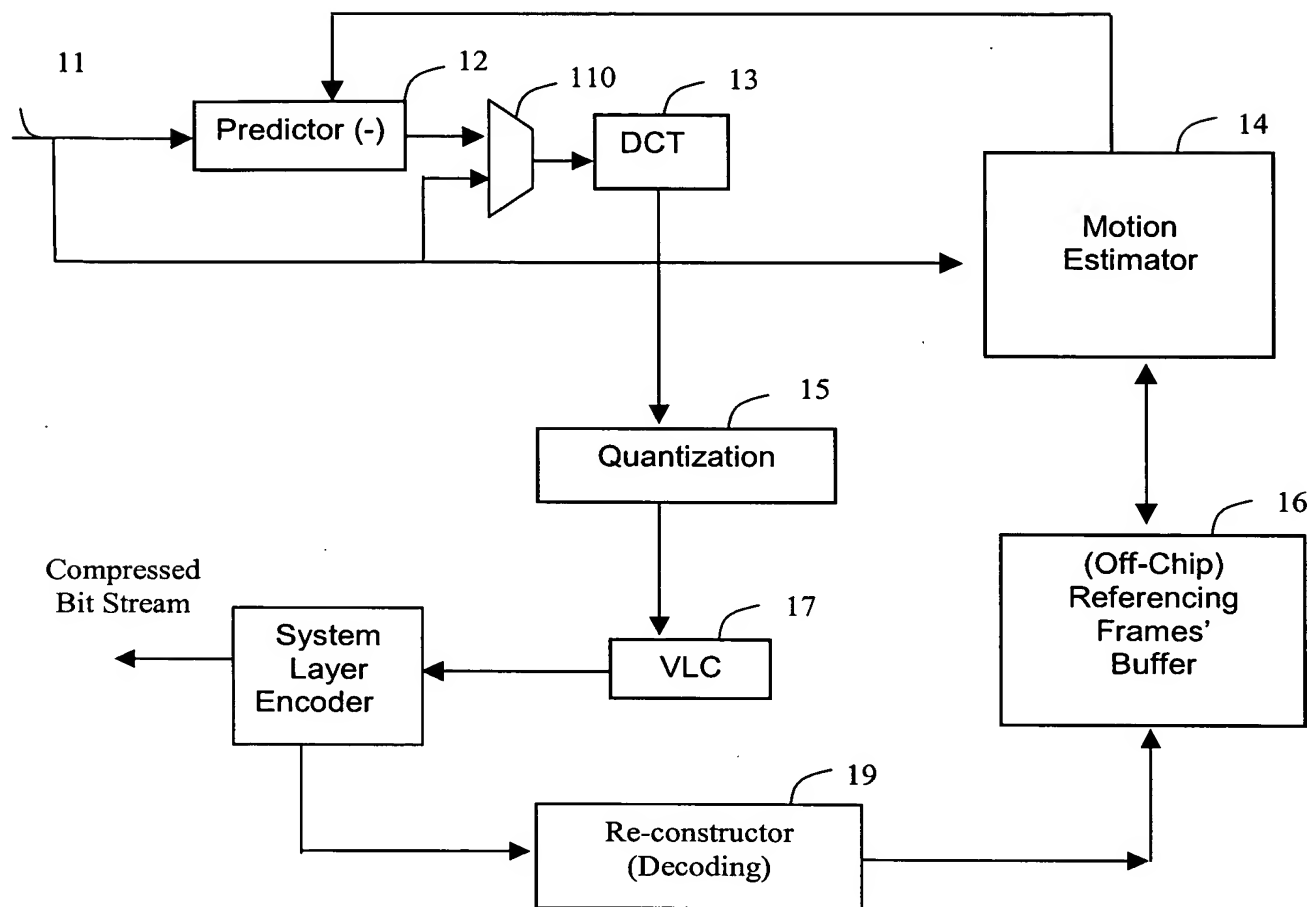 11
12
110
13
14
Predictor (-)
DCT
Motion
Estimator
15
Quantization
16
(Off-Chip)
Referencing
Frames'
Buffer
Compressed
Bit Stream
System
Layer
Encoder
17
VLC
19
Re-constructor
(Decoding)